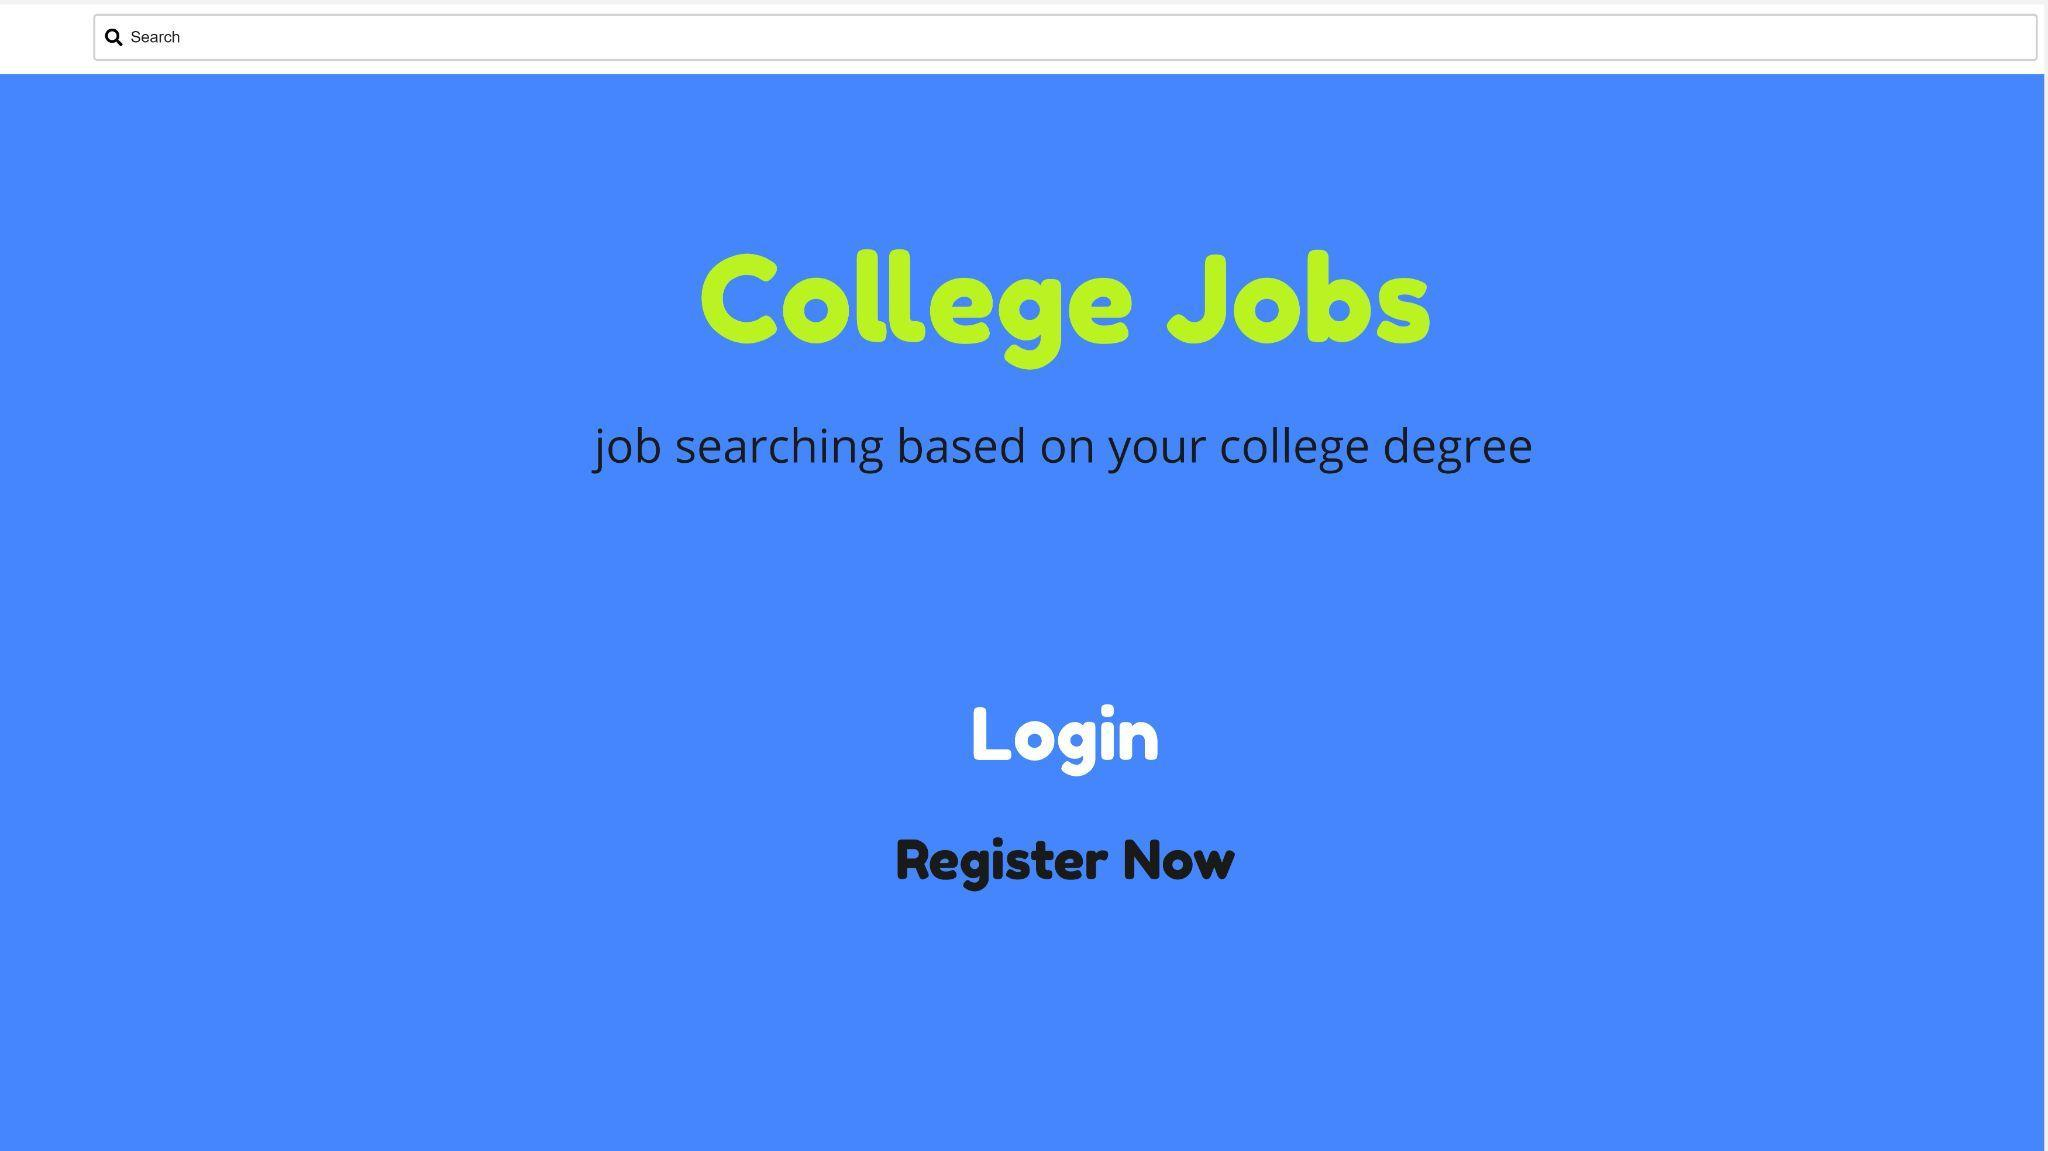 Search
College Jobs
job searching based on your college degree
Login
Register Now